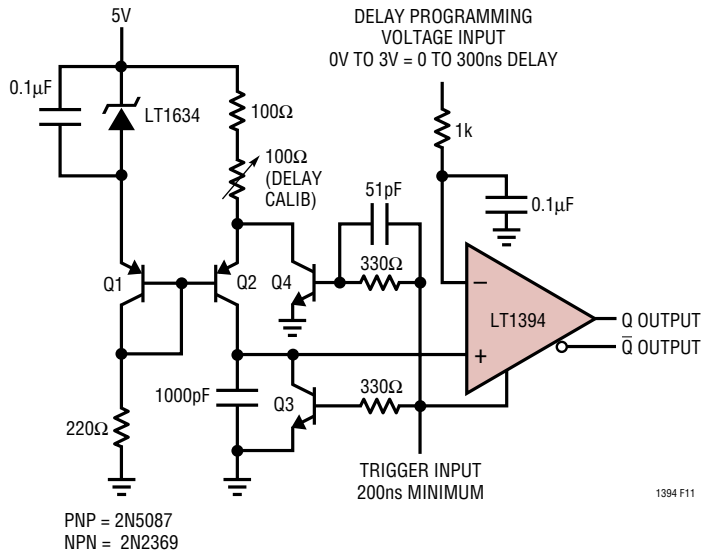 5V
DELAY PROGRAMMING
VOLTAGE INPUT
0V TO 3V = 0 TO 300ns DELAY
0.1µF
LT1634
100Ω
1k
100Ω
(DELAY
CALIB)
51pF
0.1µF
Q1
Q2
Q4
330Ω
–
LT1394
Q OUTPUT
Q̅ OUTPUT
+
1000pF
Q3
330Ω
220Ω
TRIGGER INPUT
200ns MINIMUM
1394 F11
PNP = 2N5087
NPN = 2N2369